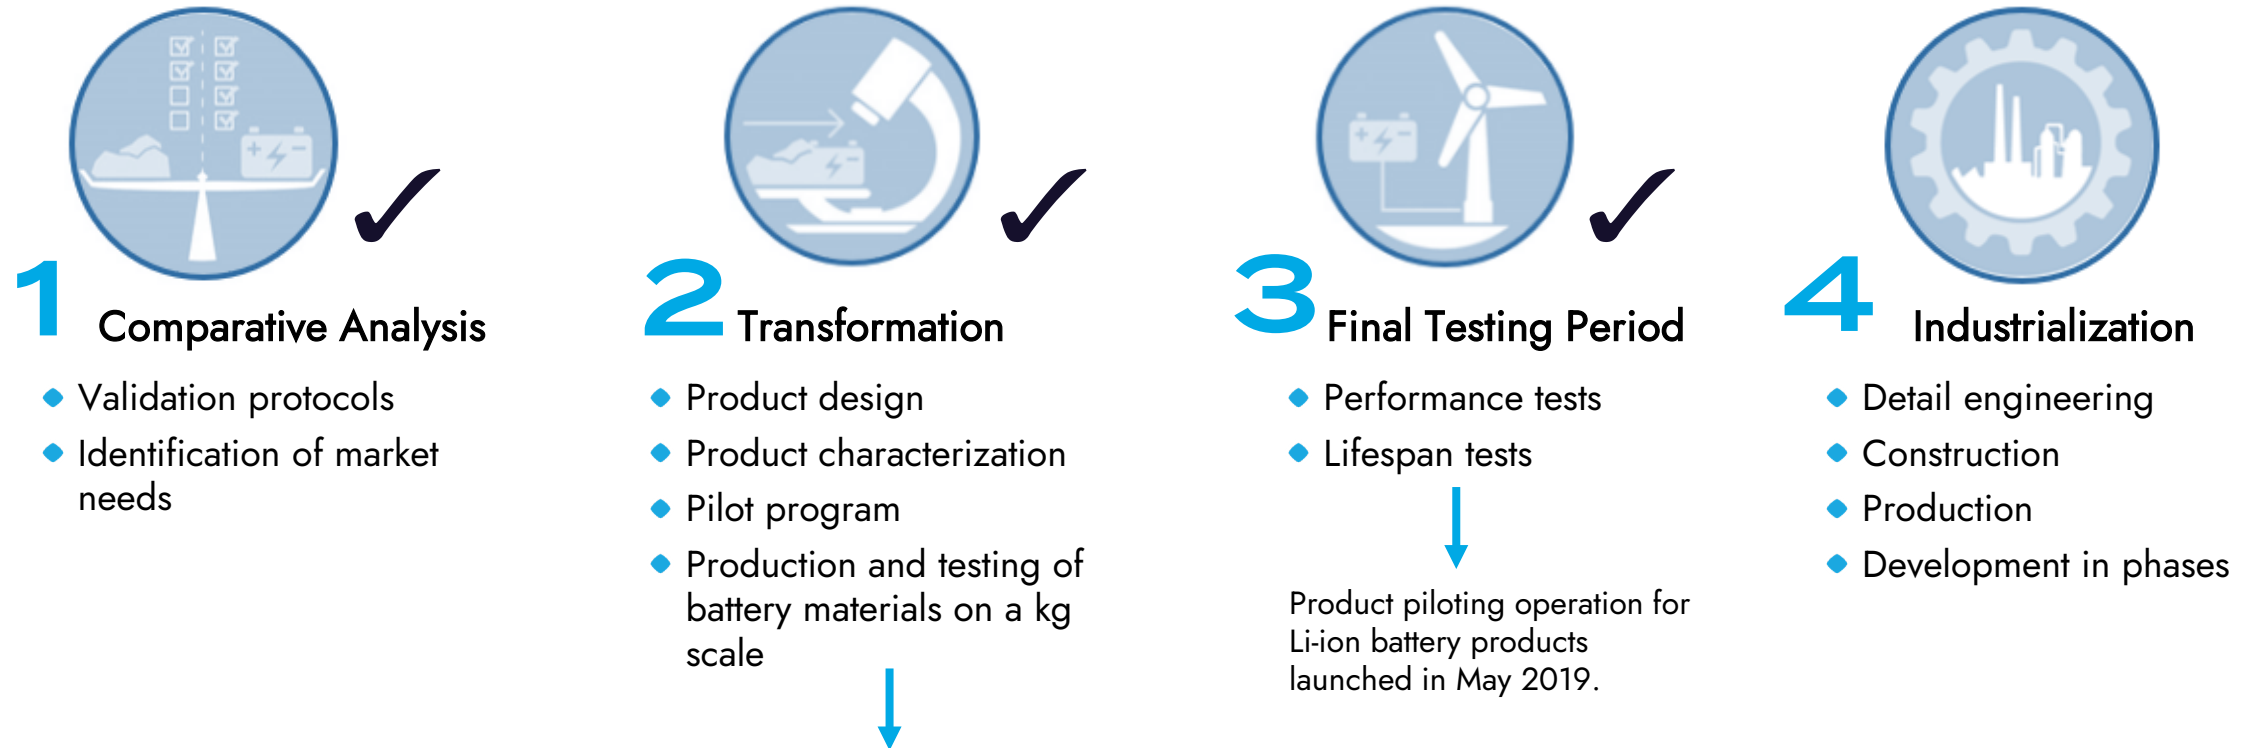 1 Comparative Analysis
Validation protocols
Identification of market
needs
2 Transformation
Product design
Product characterization
Pilot program
Production and testing of
battery materials on a kg
scale
3 Final Testing Period
Performance tests
Lifespan tests
Product piloting operation for
Li-ion battery products
launched in May 2019.
4 Industrialization
Detail engineering
Construction
Production
Development in phases